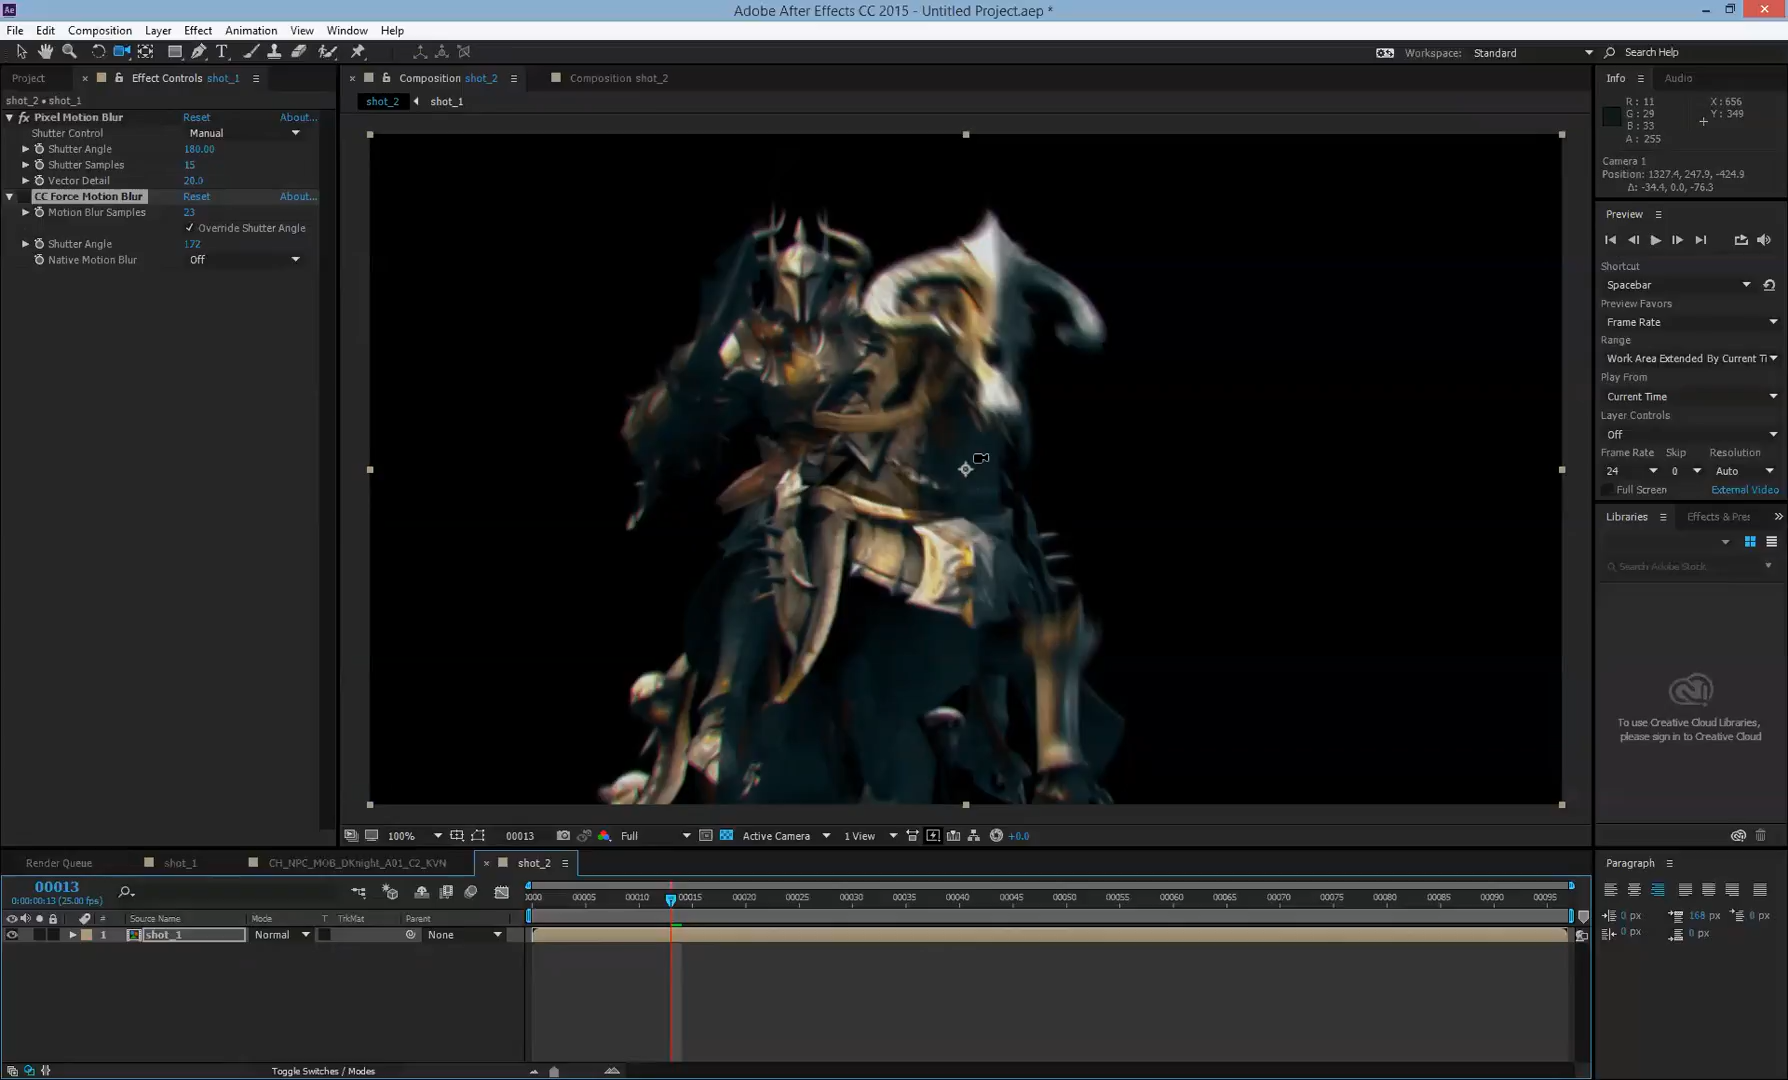 Adobe After Effects CC 2015 - Untitled Project.aep *
File Edit Composition Layer Effect Animation View Window Help
Workspace: Standard Search Help
Project Effect Controls shot_1
Composition shot_2 Composition shot_2
Info Audio
shot_2 • shot_1
shot_2 shot_1
R : 11
G : 29
B : 33
A : 255
X : 656
Y : 349
fx Pixel Motion Blur Reset About...
Shutter Control Manual
Shutter Angle 180.00
Shutter Samples 15
Vector Detail 20.0
CC Force Motion Blur Reset About...
Motion Blur Samples 23
Override Shutter Angle
Shutter Angle 172
Native Motion Blur Off
Camera 1
Position: 1327.4, 247.9, -424.9
Δ: -34.4, 0.0, -76.3
Preview
Shortcut
Spacebar
Preview Favors
Frame Rate
Range
Work Area Extended By Current Ti
Play From
Current Time
Layer Controls
Off
Frame Rate Skip Resolution
24 0 Auto
Full Screen External Video
Libraries Effects & Pres
Search Adobe Stock
To use Creative Cloud Libraries,
please sign in to Creative Cloud
100% 00013 Full Active Camera 1 View +0.0
Render Queue shot_1 CH_NPC_MOB_DKnight_A01_C2_KVN shot_2
00013
0:00:00:13 (25.00 fps)
0000 00005 00010 00015 00020 00025 00030 00035 00040 00045 00050 00055 00060 00065 00070 00075 00080 00085 00090 00095
# Source Name Mode T TrkMat Parent
1 shot_1 Normal None
Toggle Switches / Modes
Paragraph
0 px 168 px 0 px
0 px 0 px